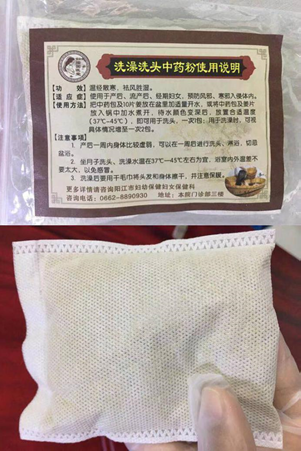 洗澡洗头中药粉使用说明
【功 效】温经散寒、祛风胜湿。
【适 应 症】使用于产后、流产后、经期妇女，预防风邪、寒邪入侵体内。
【使用方法】把中药包及10片姜放在盆里加适量开水，或将中药包及姜片
放入锅中加水煮开，待水颜色变深后，放置合适温度
(37℃-45℃)，即可用于洗头，一次1包；用于洗澡时，可视
具体情况增至一次2包。
【注意事项】
1. 产后一周内身体比较虚弱，可以在一周后进行洗头、淋浴，切忌
盆浴。
2. 坐月子洗头、洗澡水温在37℃-45℃左右为宜，浴室内外温差不
要太大，以免感冒。
3. 洗澡后要用干毛巾将头发和身体擦干，并注意保暖。
更多详情请咨询阳江市妇幼保健妇女保健科
咨询电话：0662-8890930 地址：本院门诊部三楼